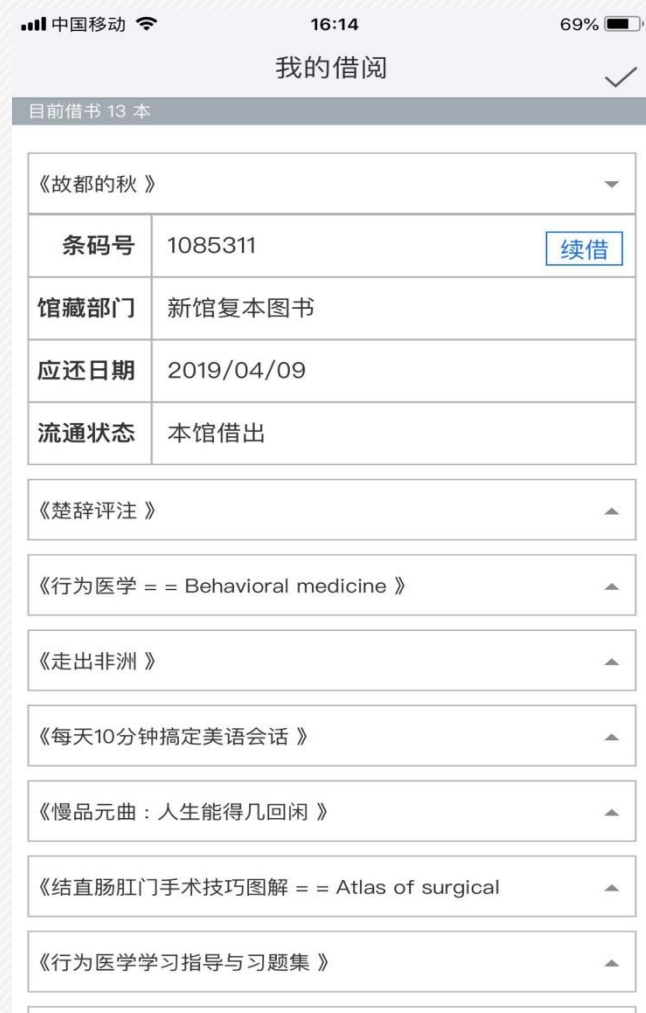 中国移动 16:14 69%
我的借阅
目前借书 13 本
《故都的秋 》
条码号 1085311 续借
馆藏部门 新馆复本图书
应还日期 2019/04/09
流通状态 本馆借出
《楚辞评注 》
《行为医学 = = Behavioral medicine 》
《走出非洲 》
《每天10分钟搞定美语会话 》
《慢品元曲 : 人生能得几回闲 》
《结直肠肛门手术技巧图解 = = Atlas of surgical
《行为医学学习指导与习题集 》